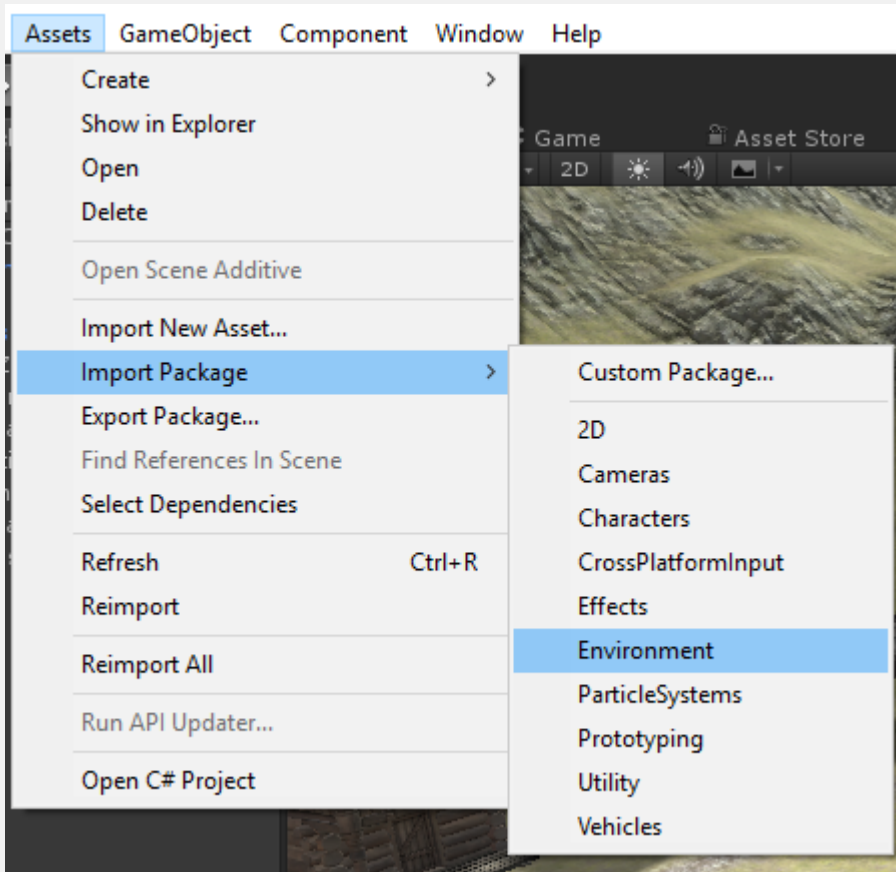 Assets GameObject Component Window Help
Create >
Show in Explorer
Open
Delete
Open Scene Additive
Import New Asset...
Import Package >
Export Package...
Find References In Scene
Select Dependencies
Refresh Ctrl+R
Reimport
Reimport All
Run API Updater...
Open C# Project
Game Asset Store
2D
Custom Package...
2D
Cameras
Characters
CrossPlatformInput
Effects
Environment
ParticleSystems
Prototyping
Utility
Vehicles